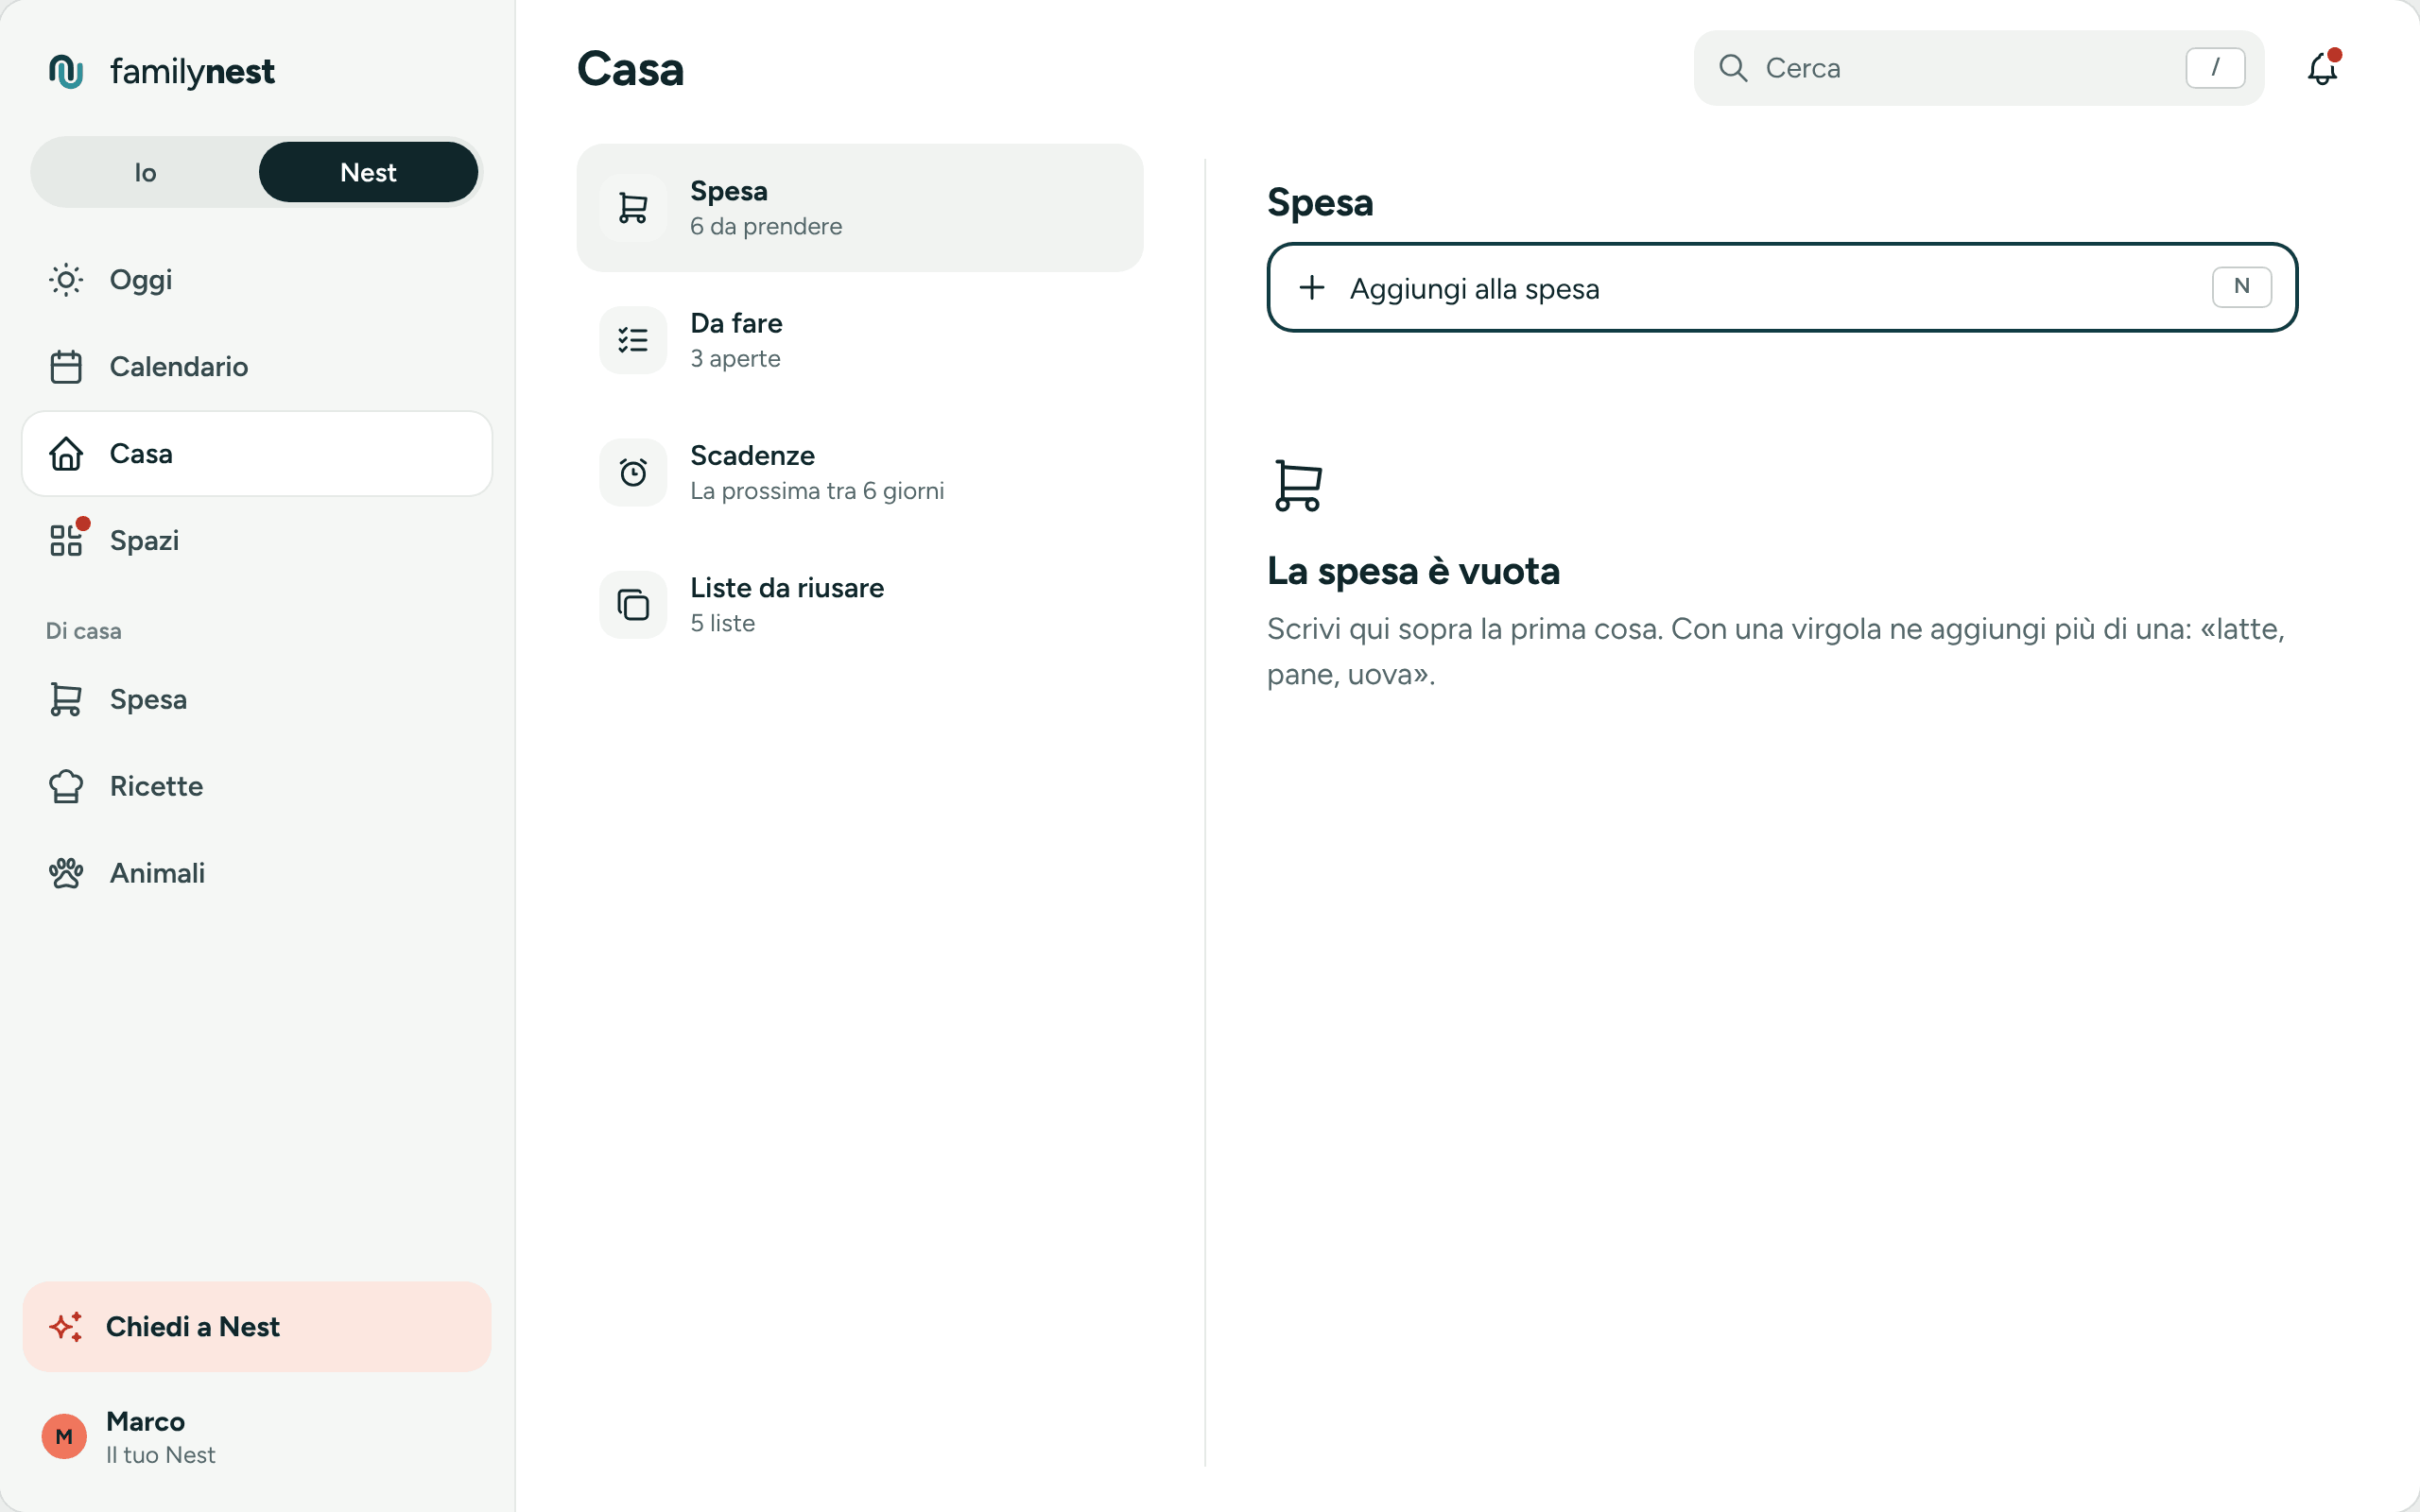 familynest
Io
Nest
Oggi
Calendario
Casa
Spazi
Di casa
Spesa
Ricette
Animali
Chiedi a Nest
M
Marco
Il tuo Nest
Casa
Cerca
/
Spesa
6 da prendere
Da fare
3 aperte
Scadenze
La prossima tra 6 giorni
Liste da riusare
5 liste
Spesa
Aggiungi alla spesa
N
La spesa è vuota
Scrivi qui sopra la prima cosa. Con una virgola ne aggiungi più di una: «latte,
pane, uova».